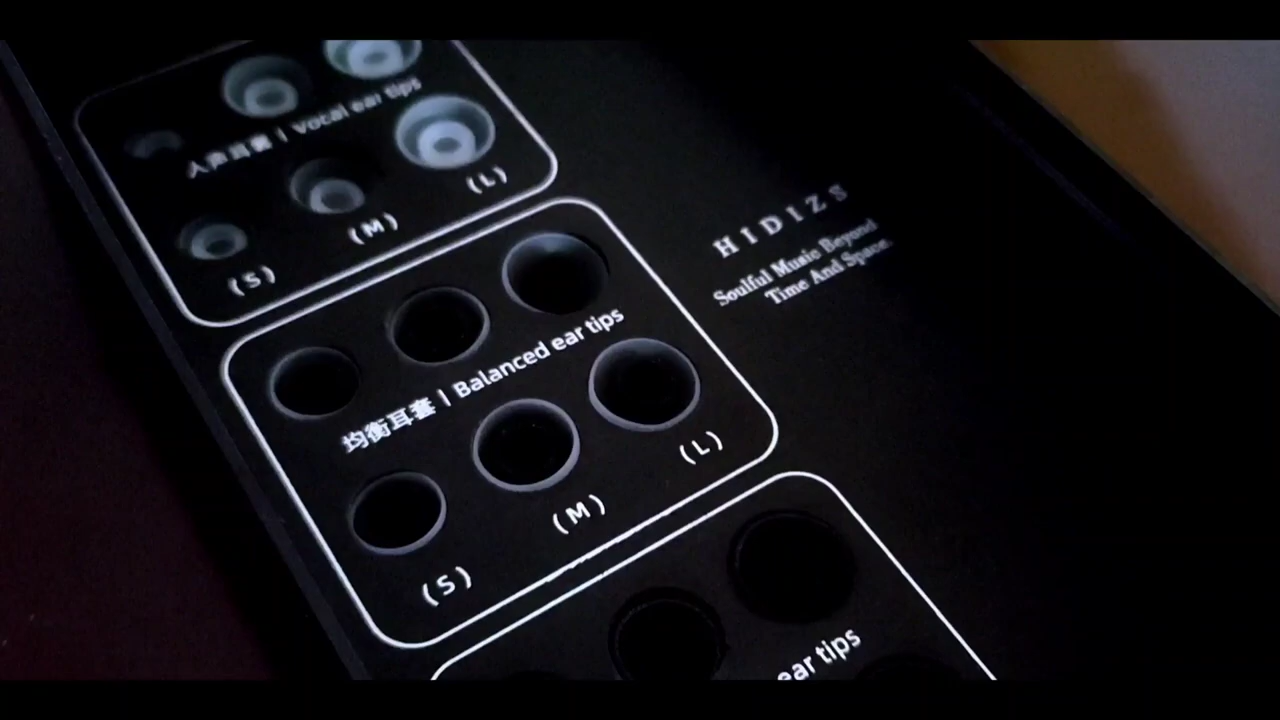 人声耳套 | Vocal ear tips
(S)
(M)
(L)
HIDIZS
Soulful Music Beyond
Time And Space.
均衡耳套 | Balanced ear tips
(S)
(M)
(L)
ear tips